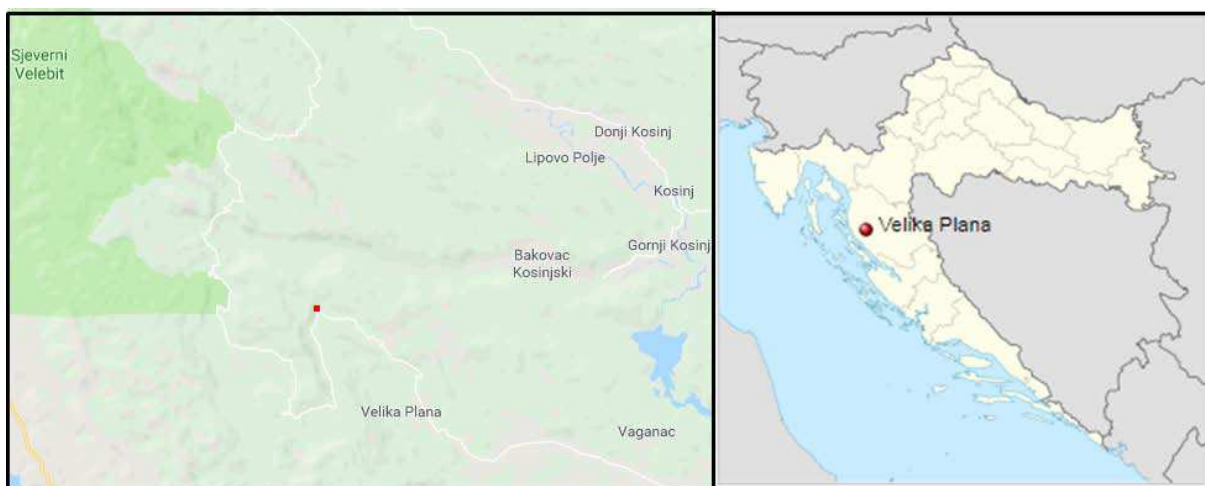 Sjeverni
Velebit
Donji Kosinj
Lipovo Polje
Kosinj
Gornji Kosinj
Bakovac
Kosinjski
Velika Plana
Vaganac
Velika Plana